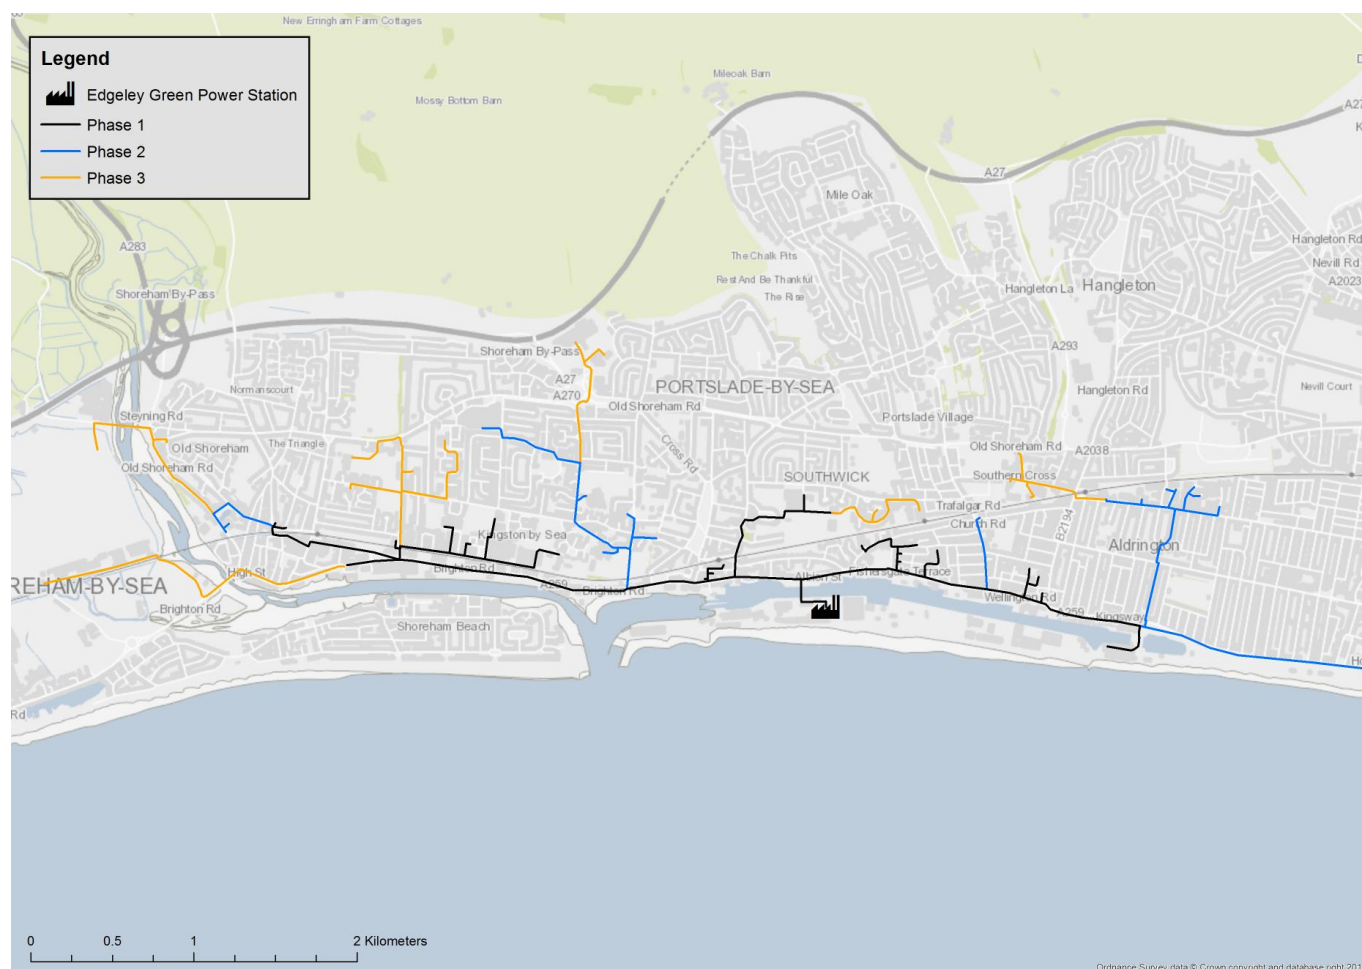 New Erringham Farm Cottages
Legend
Edgeley Green Power Station
Phase 1
Phase 2
Phase 3
Mileoak Barn
Mossy Bottom Barn
A27
A27
Mile Oak
A283
Hangleton Rd
Nevill Rd
A2023
The Chalk Pits
Rest And Be Thankful
The Rise
Hangleton La
Hangleton
Shoreham By-Pass
A293
Shoreham By-Pass
A27
A270
Normanscourt
PORTSLADE-BY-SEA
Hangleton Rd
Nevill Court
Old Shoreham Rd
Steyning Rd
Portslade Village
Old Shoreham
The Triangle
Cross Rd
Old Shoreham Rd
A2038
Old Shoreham Rd
SOUTHWICK
Southern Cross
Trafalgar Rd
Church Rd
B2194
Kingston by Sea
Aldrington
High St
Brighton Rd
Albion St
Fishersgate Terrace
REHAM-BY-SEA
A259
Brighton Rd
Wellington Rd
Brighton Rd
A259
Kingsway
Shoreham Beach
Rd
0 0.5 1 2 Kilometers
Ordnance Survey data © Crown copyright and database right 201